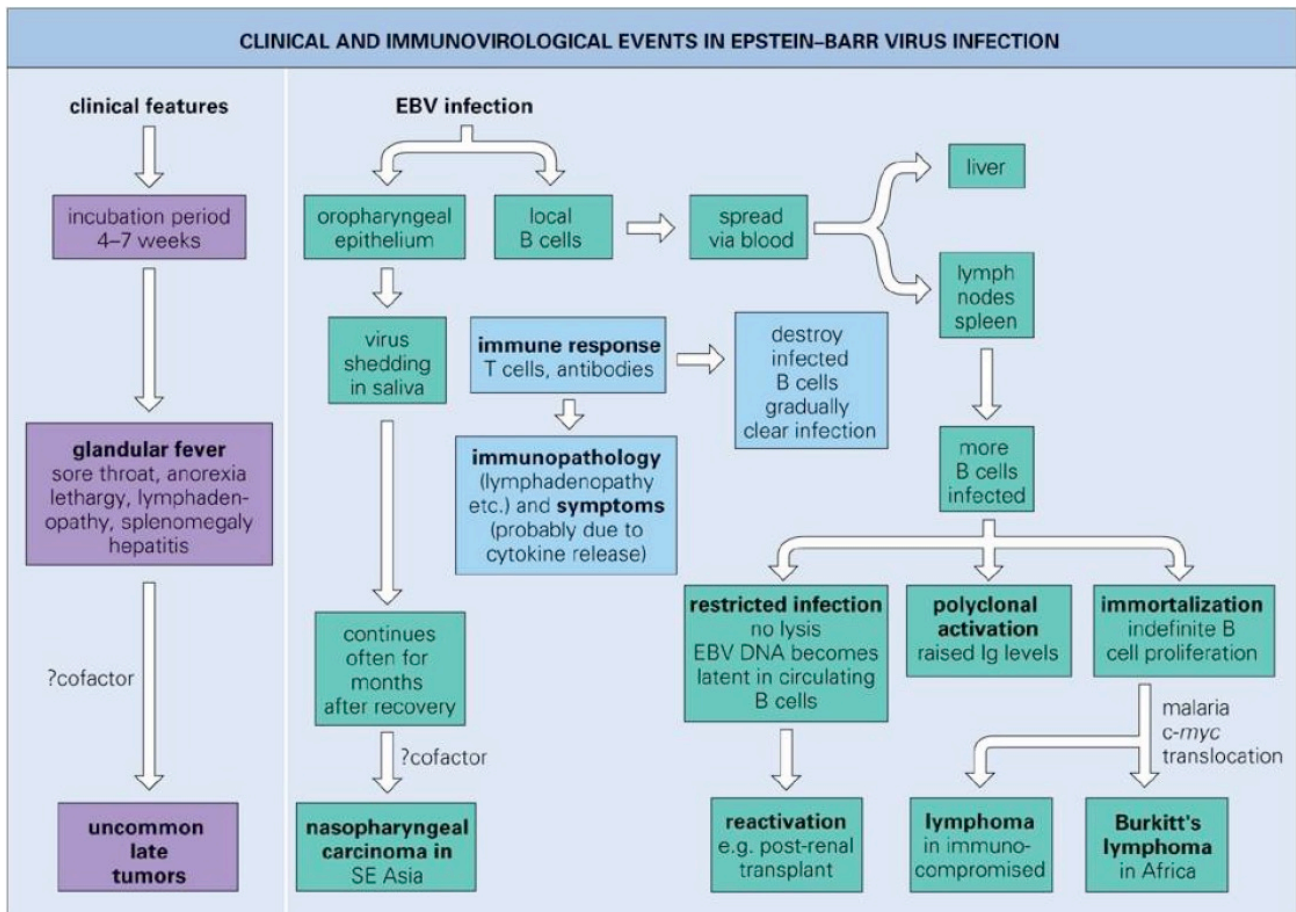 CLINICAL AND IMMUNOVIROLOGICAL EVENTS IN EPSTEIN–BARR VIRUS INFECTION
clinical features
incubation period
4–7 weeks
glandular fever
sore throat, anorexia
lethargy, lymphaden-
opathy, splenomegaly
hepatitis
?cofactor
uncommon
late
tumors
EBV infection
oropharyngeal
epithelium
local
B cells
spread
via blood
liver
lymph
nodes
spleen
virus
shedding
in saliva
immune response
T cells, antibodies
destroy
infected
B cells
gradually
clear infection
immunopathology
(lymphadenopathy
etc.) and symptoms
(probably due to
cytokine release)
more
B cells
infected
continues
often for
months
after recovery
?cofactor
nasopharyngeal
carcinoma in
SE Asia
restricted infection
no lysis
EBV DNA becomes
latent in circulating
B cells
polyclonal
activation
raised Ig levels
immortalization
indefinite B
cell proliferation
malaria
c-myc
translocation
reactivation
e.g. post-renal
transplant
lymphoma
in immuno-
compromised
Burkitt's
lymphoma
in Africa